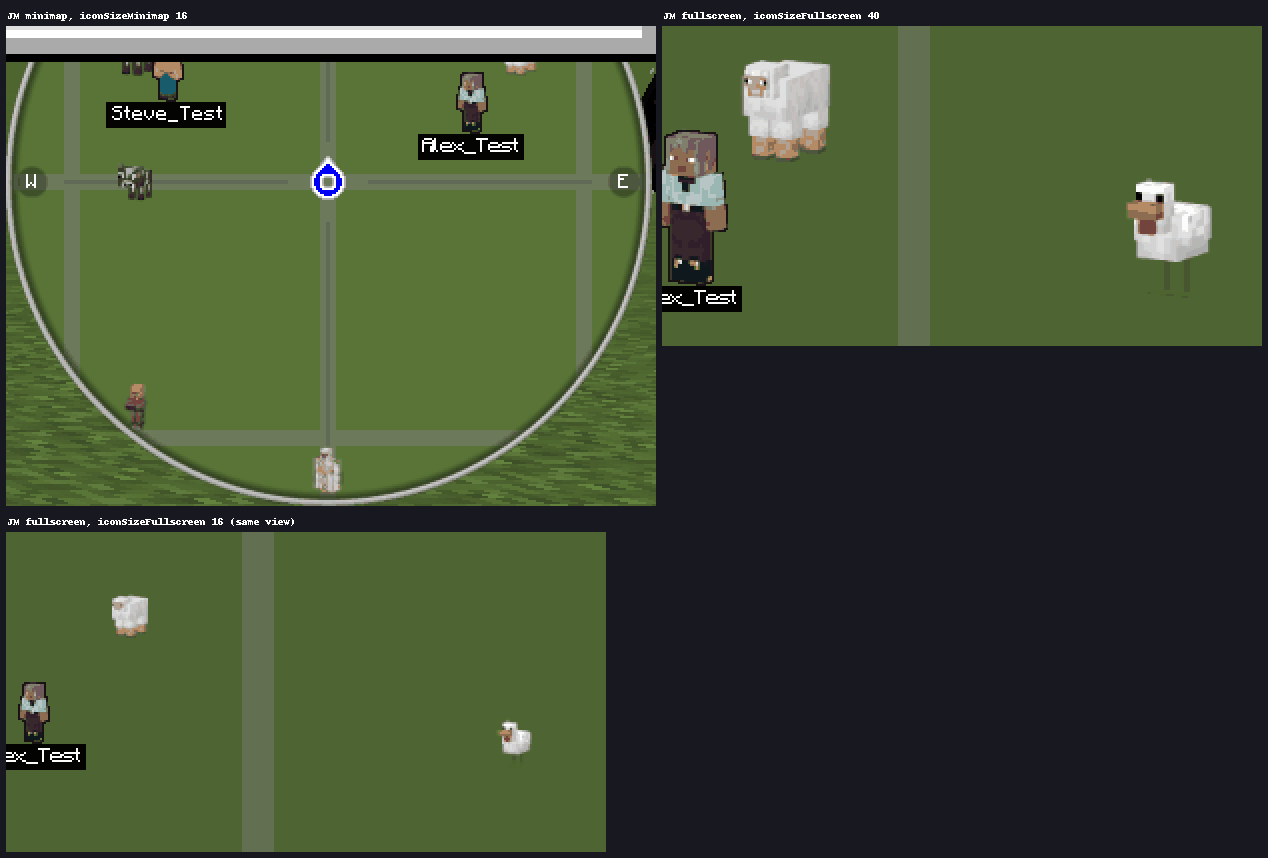 JM minimap, iconSizeMinimap 16
JM fullscreen, iconSizeFullscreen 40
Steve_Test
Alex_Test
W
E
ex_Test
JM fullscreen, iconSizeFullscreen 16 (same view)
ex_Test